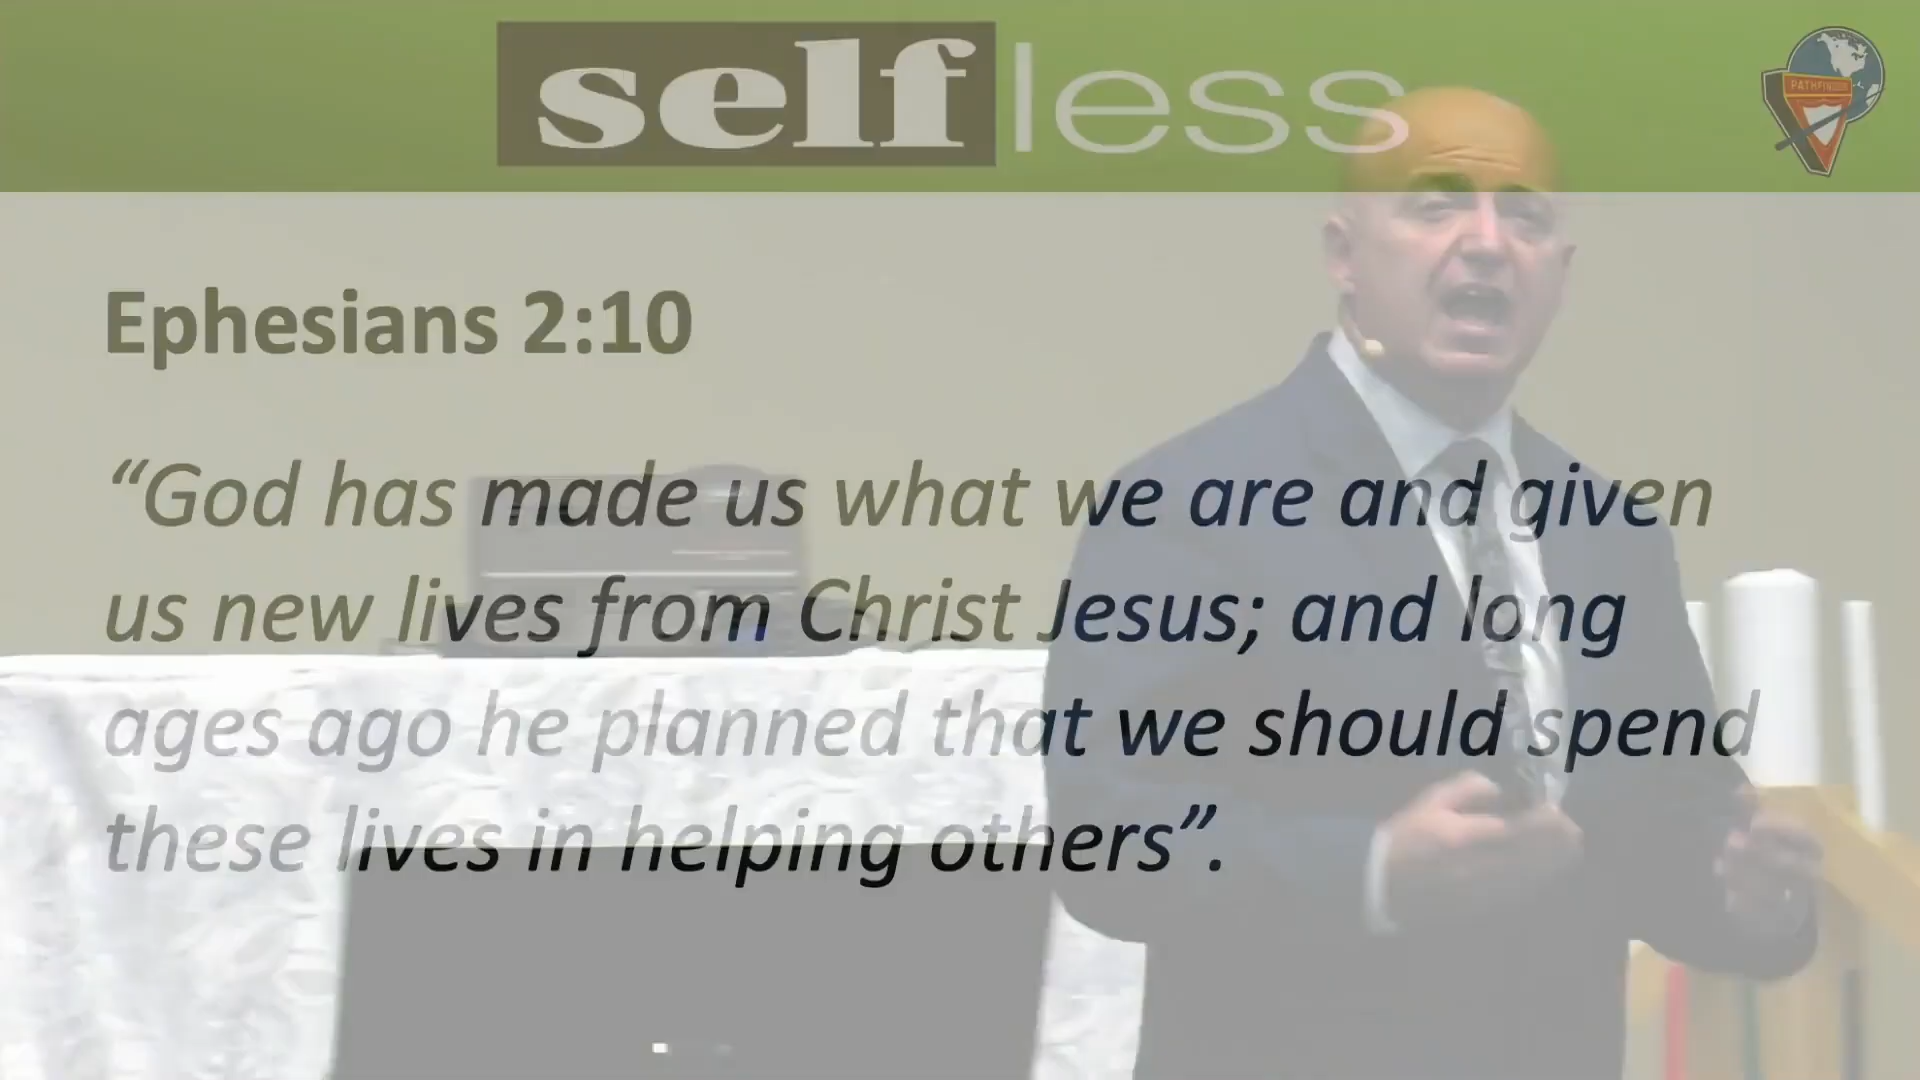 selfless
PATHFINDER
Ephesians 2:10
“God has made us what we are and given
us new lives from Christ Jesus; and long
ages ago he planned that we should spend
these lives in helping others”.